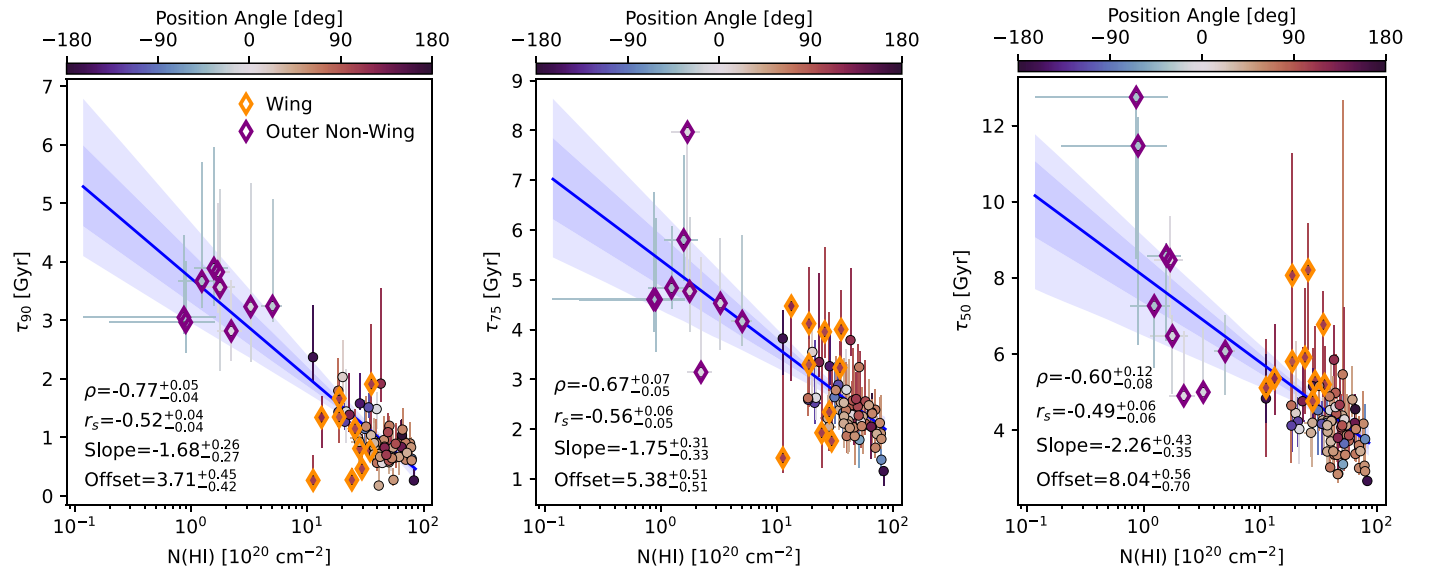 Position Angle [deg]
−180 −90 0 90 180
7
6
5
4
3
2
1
0
τ90 [Gyr]
Wing
Outer Non-Wing
ρ=-0.77+0.05−0.04
rs=-0.52+0.04−0.04
Slope=-1.68+0.26−0.27
Offset=3.71+0.45−0.42
10−1 100 101 102
N(HI) [1020 cm−2]
Position Angle [deg]
−180 −90 0 90 180
9
8
7
6
5
4
3
2
1
τ75 [Gyr]
ρ=-0.67+0.07−0.05
rs=-0.56+0.06−0.05
Slope=-1.75+0.31−0.33
Offset=5.38+0.51−0.51
10−1 100 101 102
N(HI) [1020 cm−2]
Position Angle [deg]
−180 −90 0 90 180
12
10
8
6
4
τ50 [Gyr]
ρ=-0.60+0.12−0.08
rs=-0.49+0.06−0.06
Slope=-2.26+0.43−0.35
Offset=8.04+0.56−0.70
10−1 100 101 102
N(HI) [1020 cm−2]